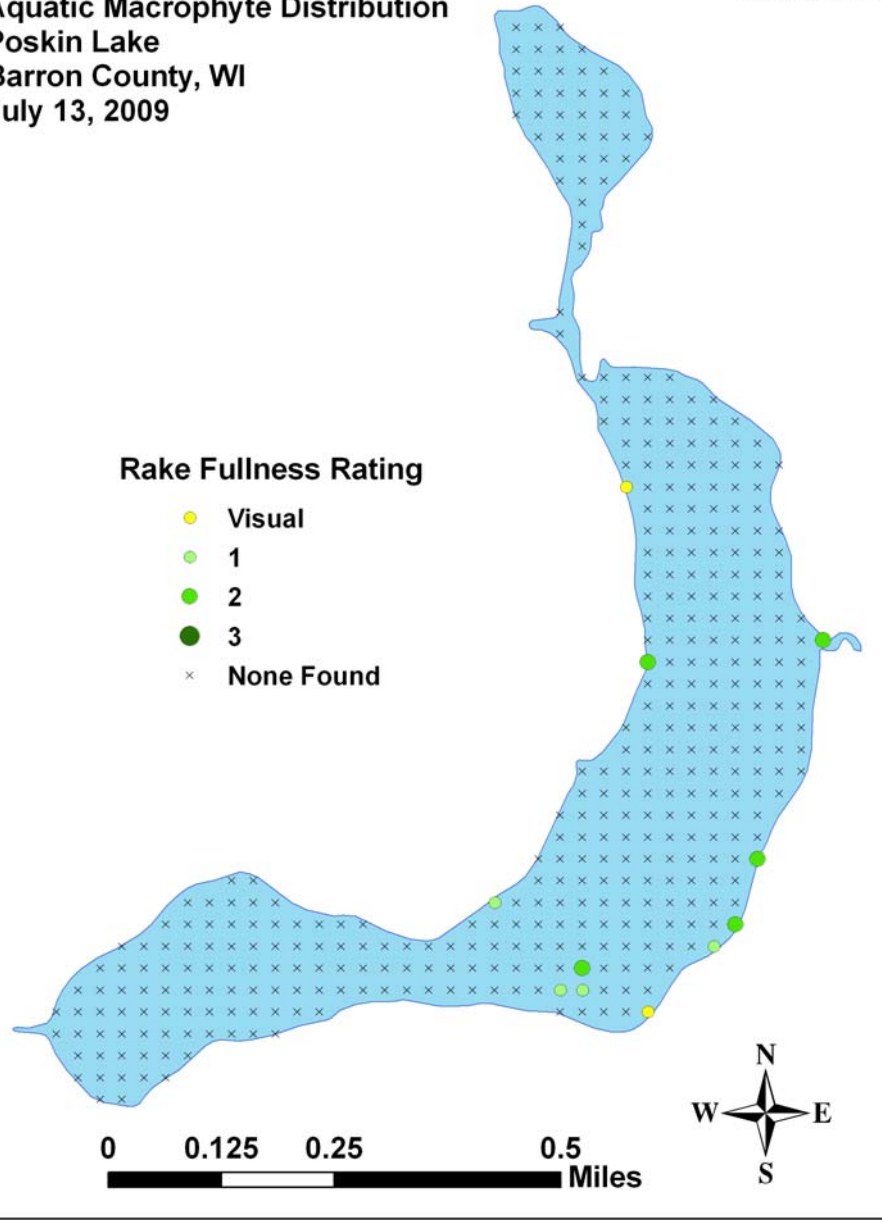 Aquatic Macrophyte Distribution
Poskin Lake
Barron County, WI
July 13, 2009
Rake Fullness Rating
Visual
1
2
3
None Found
N
W E
S
0 0.125 0.25 0.5
Miles